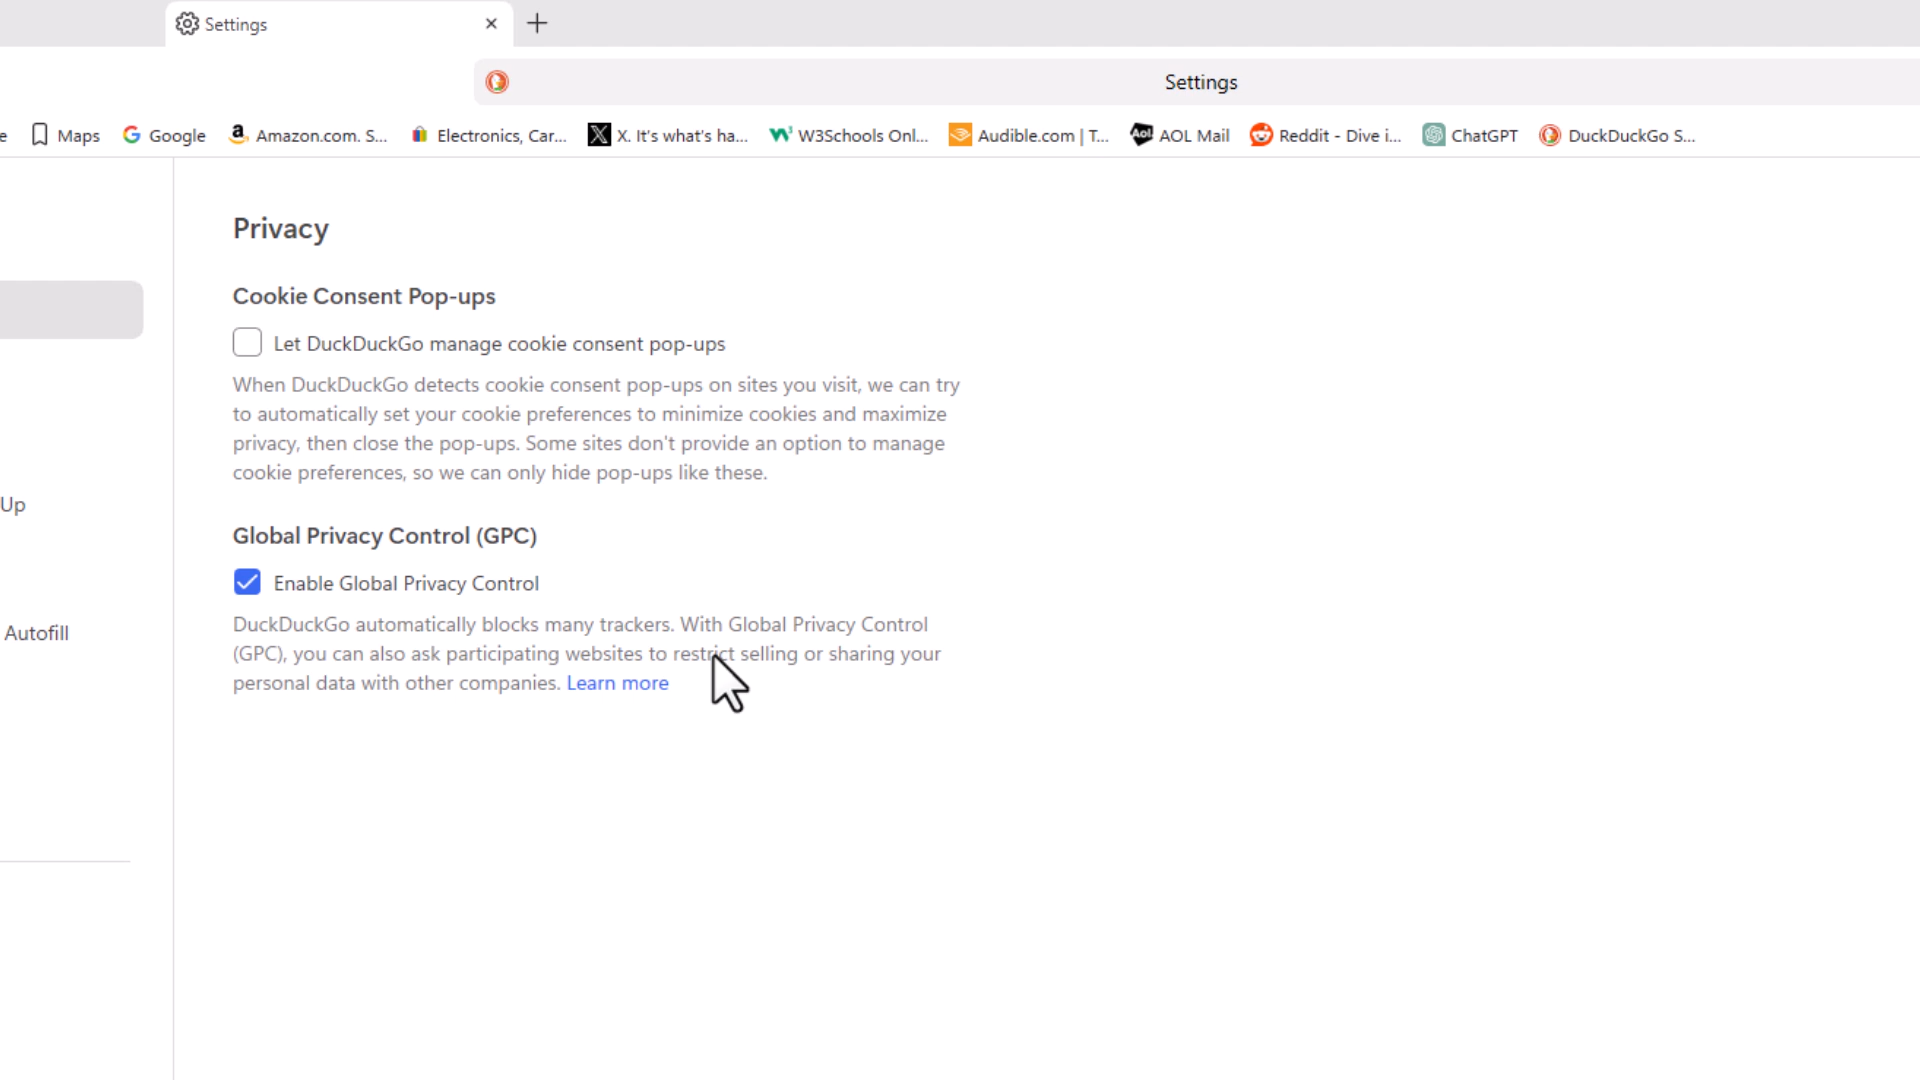 Settings
Settings
e Maps Google Amazon.com. S... Electronics, Car... X. It's what's ha... W3Schools Onl... Audible.com | T... AOL Mail Reddit - Dive i... ChatGPT DuckDuckGo S...
Privacy
Cookie Consent Pop-ups
Let DuckDuckGo manage cookie consent pop-ups
When DuckDuckGo detects cookie consent pop-ups on sites you visit, we can try
to automatically set your cookie preferences to minimize cookies and maximize
privacy, then close the pop-ups. Some sites don't provide an option to manage
cookie preferences, so we can only hide pop-ups like these.
Up
Global Privacy Control (GPC)
Enable Global Privacy Control
DuckDuckGo automatically blocks many trackers. With Global Privacy Control
Autofill
(GPC), you can also ask participating websites to restrict selling or sharing your
personal data with other companies. Learn more